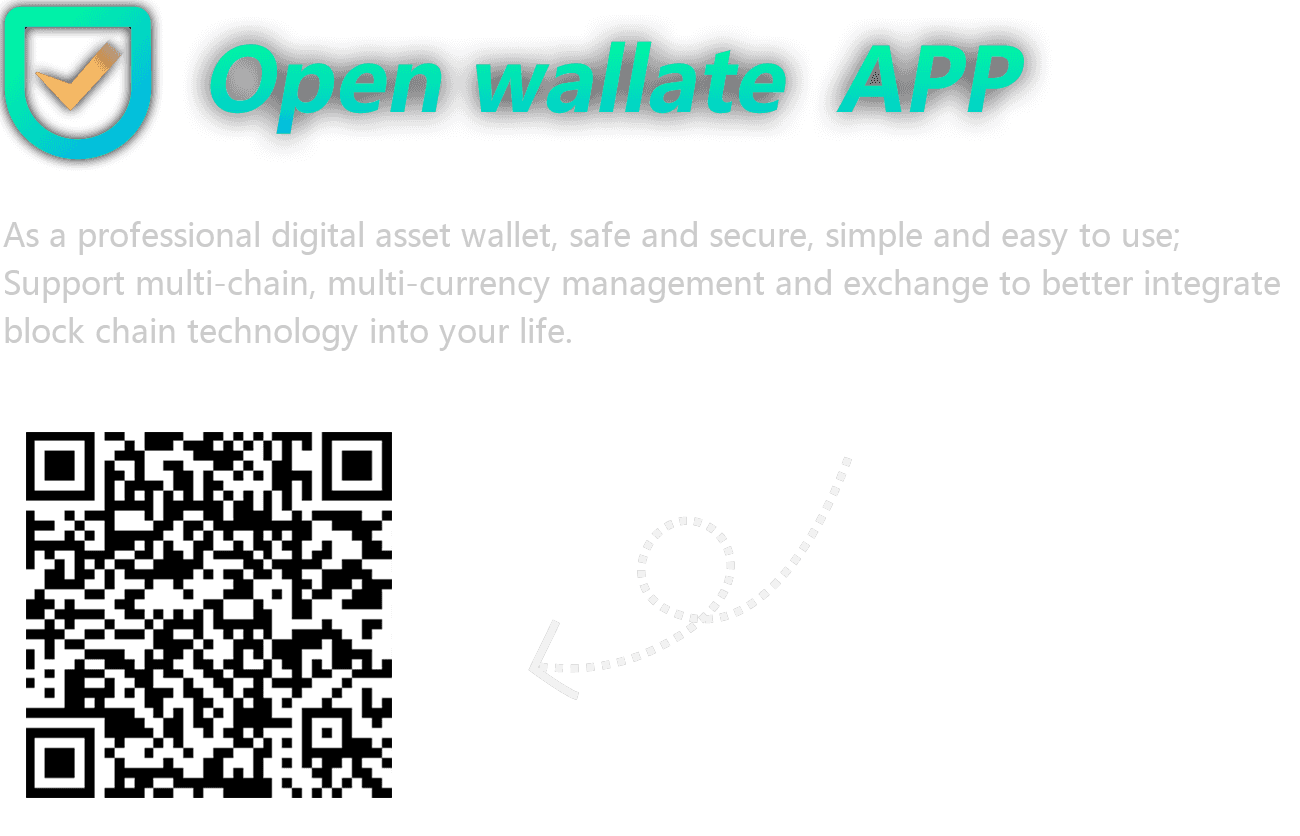 Open wallate APP
As a professional digital asset wallet, safe and secure, simple and easy to use;
Support multi-chain, multi-currency management and exchange to better integrate
block chain technology into your life.